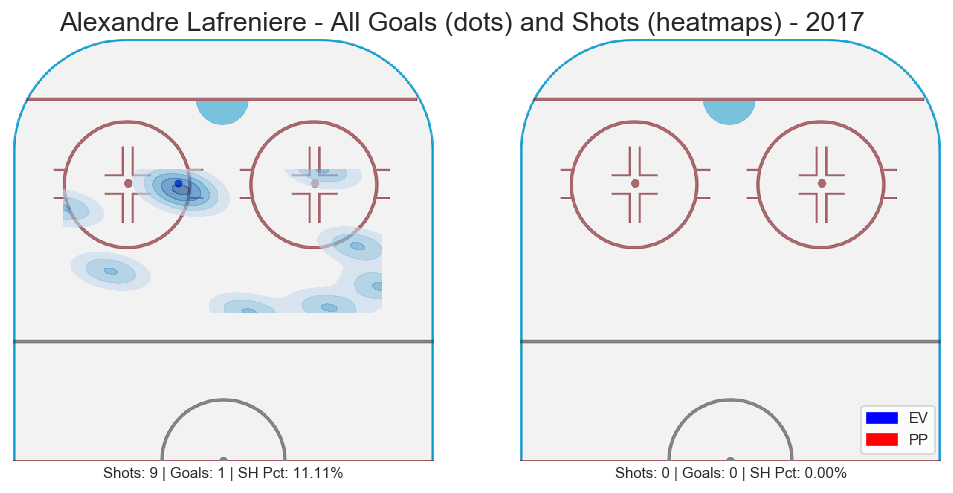 Alexandre Lafreniere - All Goals (dots) and Shots (heatmaps) - 2017
EV
PP
Shots: 9 | Goals: 1 | SH Pct: 11.11%
Shots: 0 | Goals: 0 | SH Pct: 0.00%